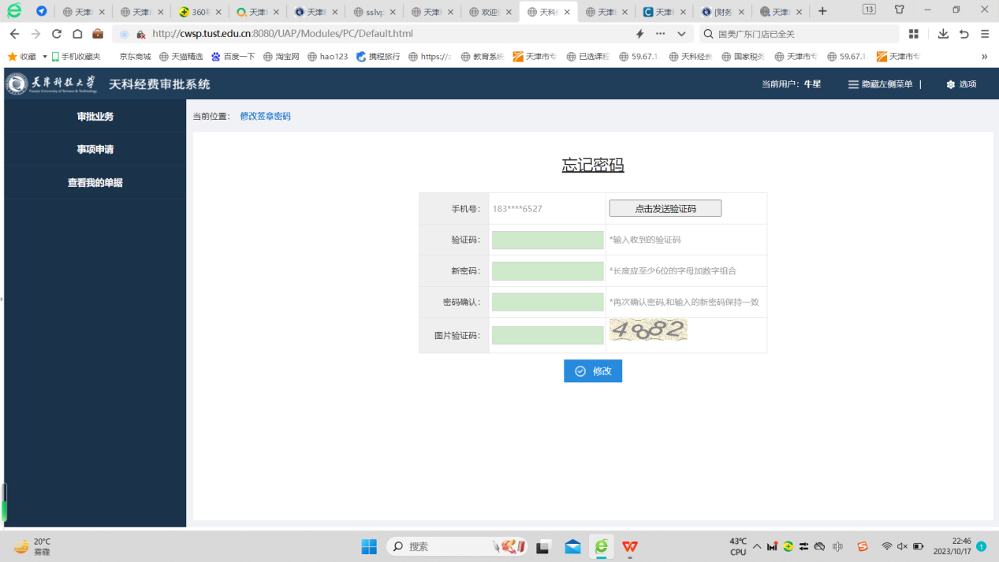 天津 天津 360 天津 天津 sslvp 天津 欢迎 天科 天津 天津 [财务 天津 13
http://cwsp.tust.edu.cn:8080/UAP/Modules/PC/Default.html 国美广东门店已全关
收藏 手机收藏夹 京东商城 天猫精选 百度一下 淘宝网 hao123 携程旅行 https:// 教育系统 天津市专 已选课程 59.67.1 天科经费 国家税务 天津市专 59.67.1 天津市专 »
天津科技大学 Tianjin University of Science & Technology 天科经费审批系统 当前用户：牛星 隐藏左侧菜单 | 选项
审批业务
事项申请
查看我的单据
当前位置： 修改签章密码
忘记密码
手机号： 183****6527 点击发送验证码
验证码： *输入收到的验证码
新密码： *长度应至少6位的字母加数字组合
密码确认： *再次确认密码,和输入的新密码保持一致
图片验证码： 4882
修改
20°C
雾霾
搜索
43℃
CPU
中
22:46
2023/10/17
1